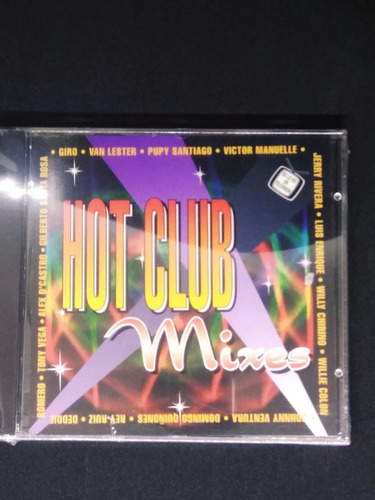 GIRO • VAN LESTER • PUPY SANTIAGO • VICTOR MANUELLE •
JERRY RIVERA • LUIS ENRIQUE • WILLY CHIRINO • WILLIE COLON
HOT CLUB
Mixes
JOHNNY VENTURA • DOMINGO QUIÑONES • REY RUIZ • DEDDIE
ROMERO • TONY VEGA • ALEX D'CASTRO • GILBERTO SANTA ROSA